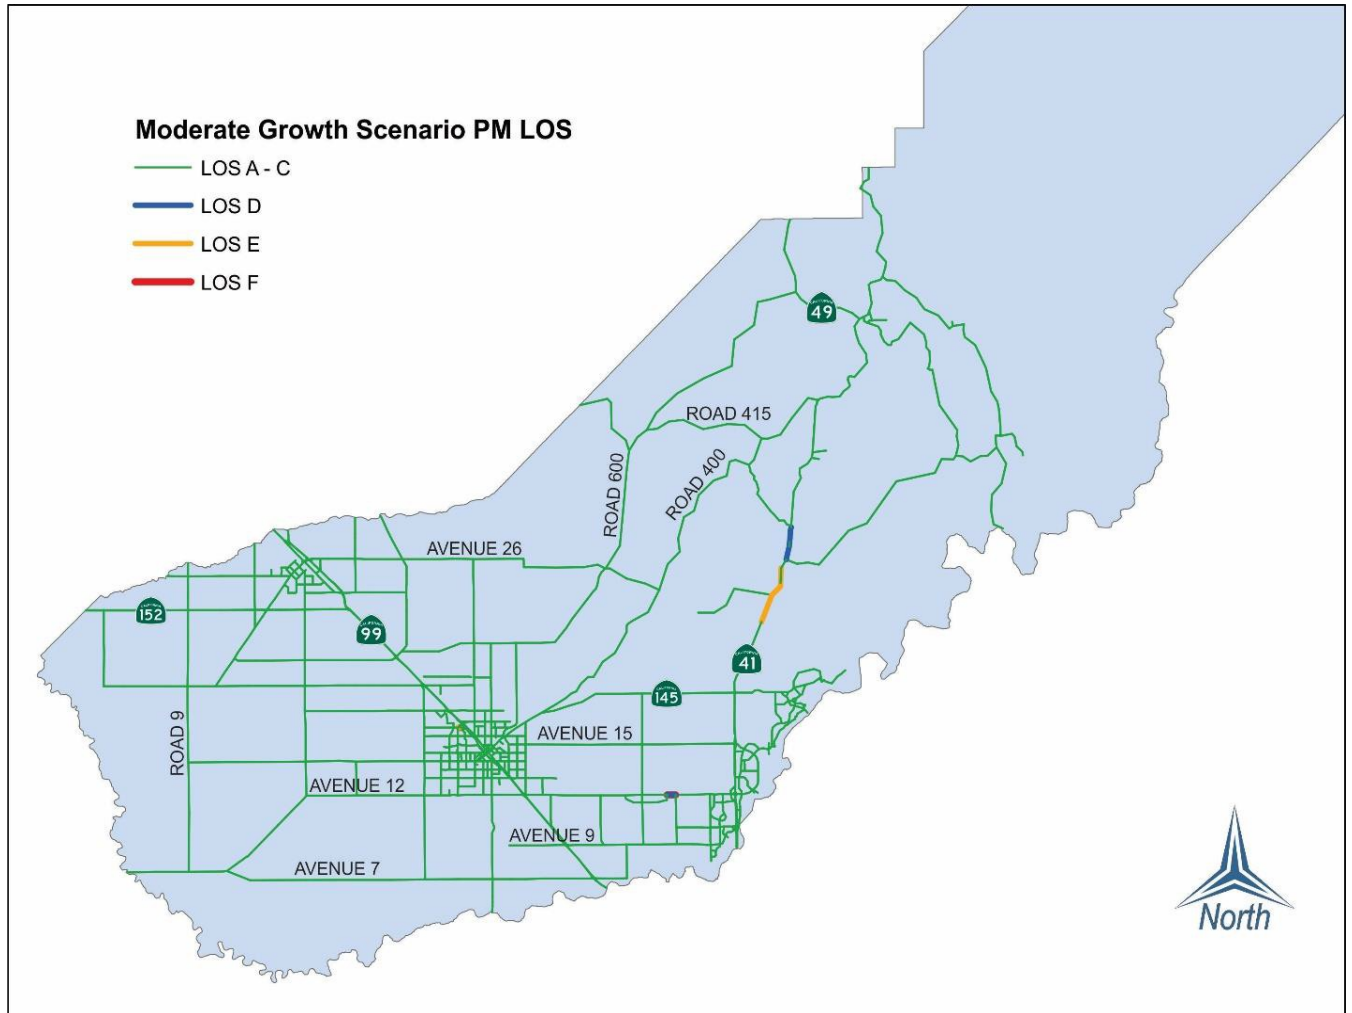 Moderate Growth Scenario PM LOS
LOS A - C
LOS D
LOS E
LOS F
49
ROAD 415
ROAD 400
ROAD 600
AVENUE 26
152
99
41
145
ROAD 9
AVENUE 15
AVENUE 12
AVENUE 9
AVENUE 7
North